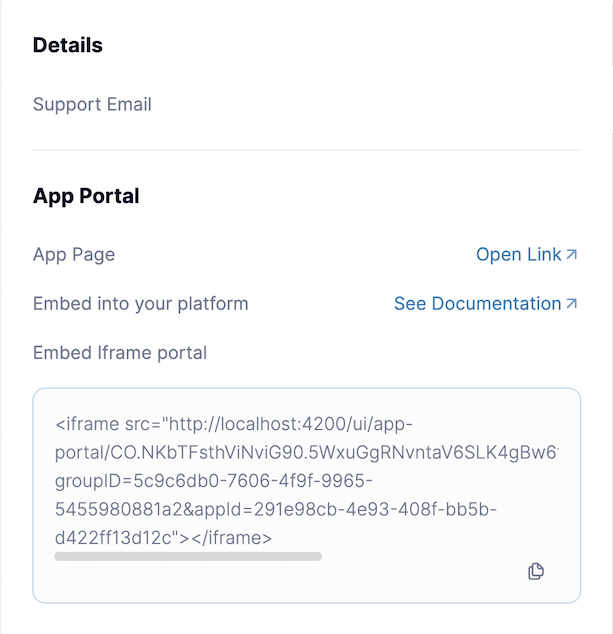 Details
Support Email
App Portal
App Page
Open Link
Embed into your platform
See Documentation
Embed Iframe portal
<iframe src="http://localhost:4200/ui/app-
portal/CO.NKbTFsthViNviG90.5WxuGgRNvntaV6SLK4gBw6
groupID=5c9c6db0-7606-4f9f-9965-
5455980881a2&appId=291e98cb-4e93-408f-bb5b-
d422ff13d12c"></iframe>